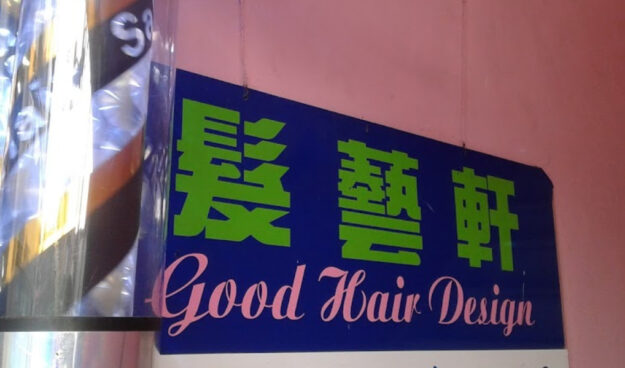 髮藝軒
Good Hair Design